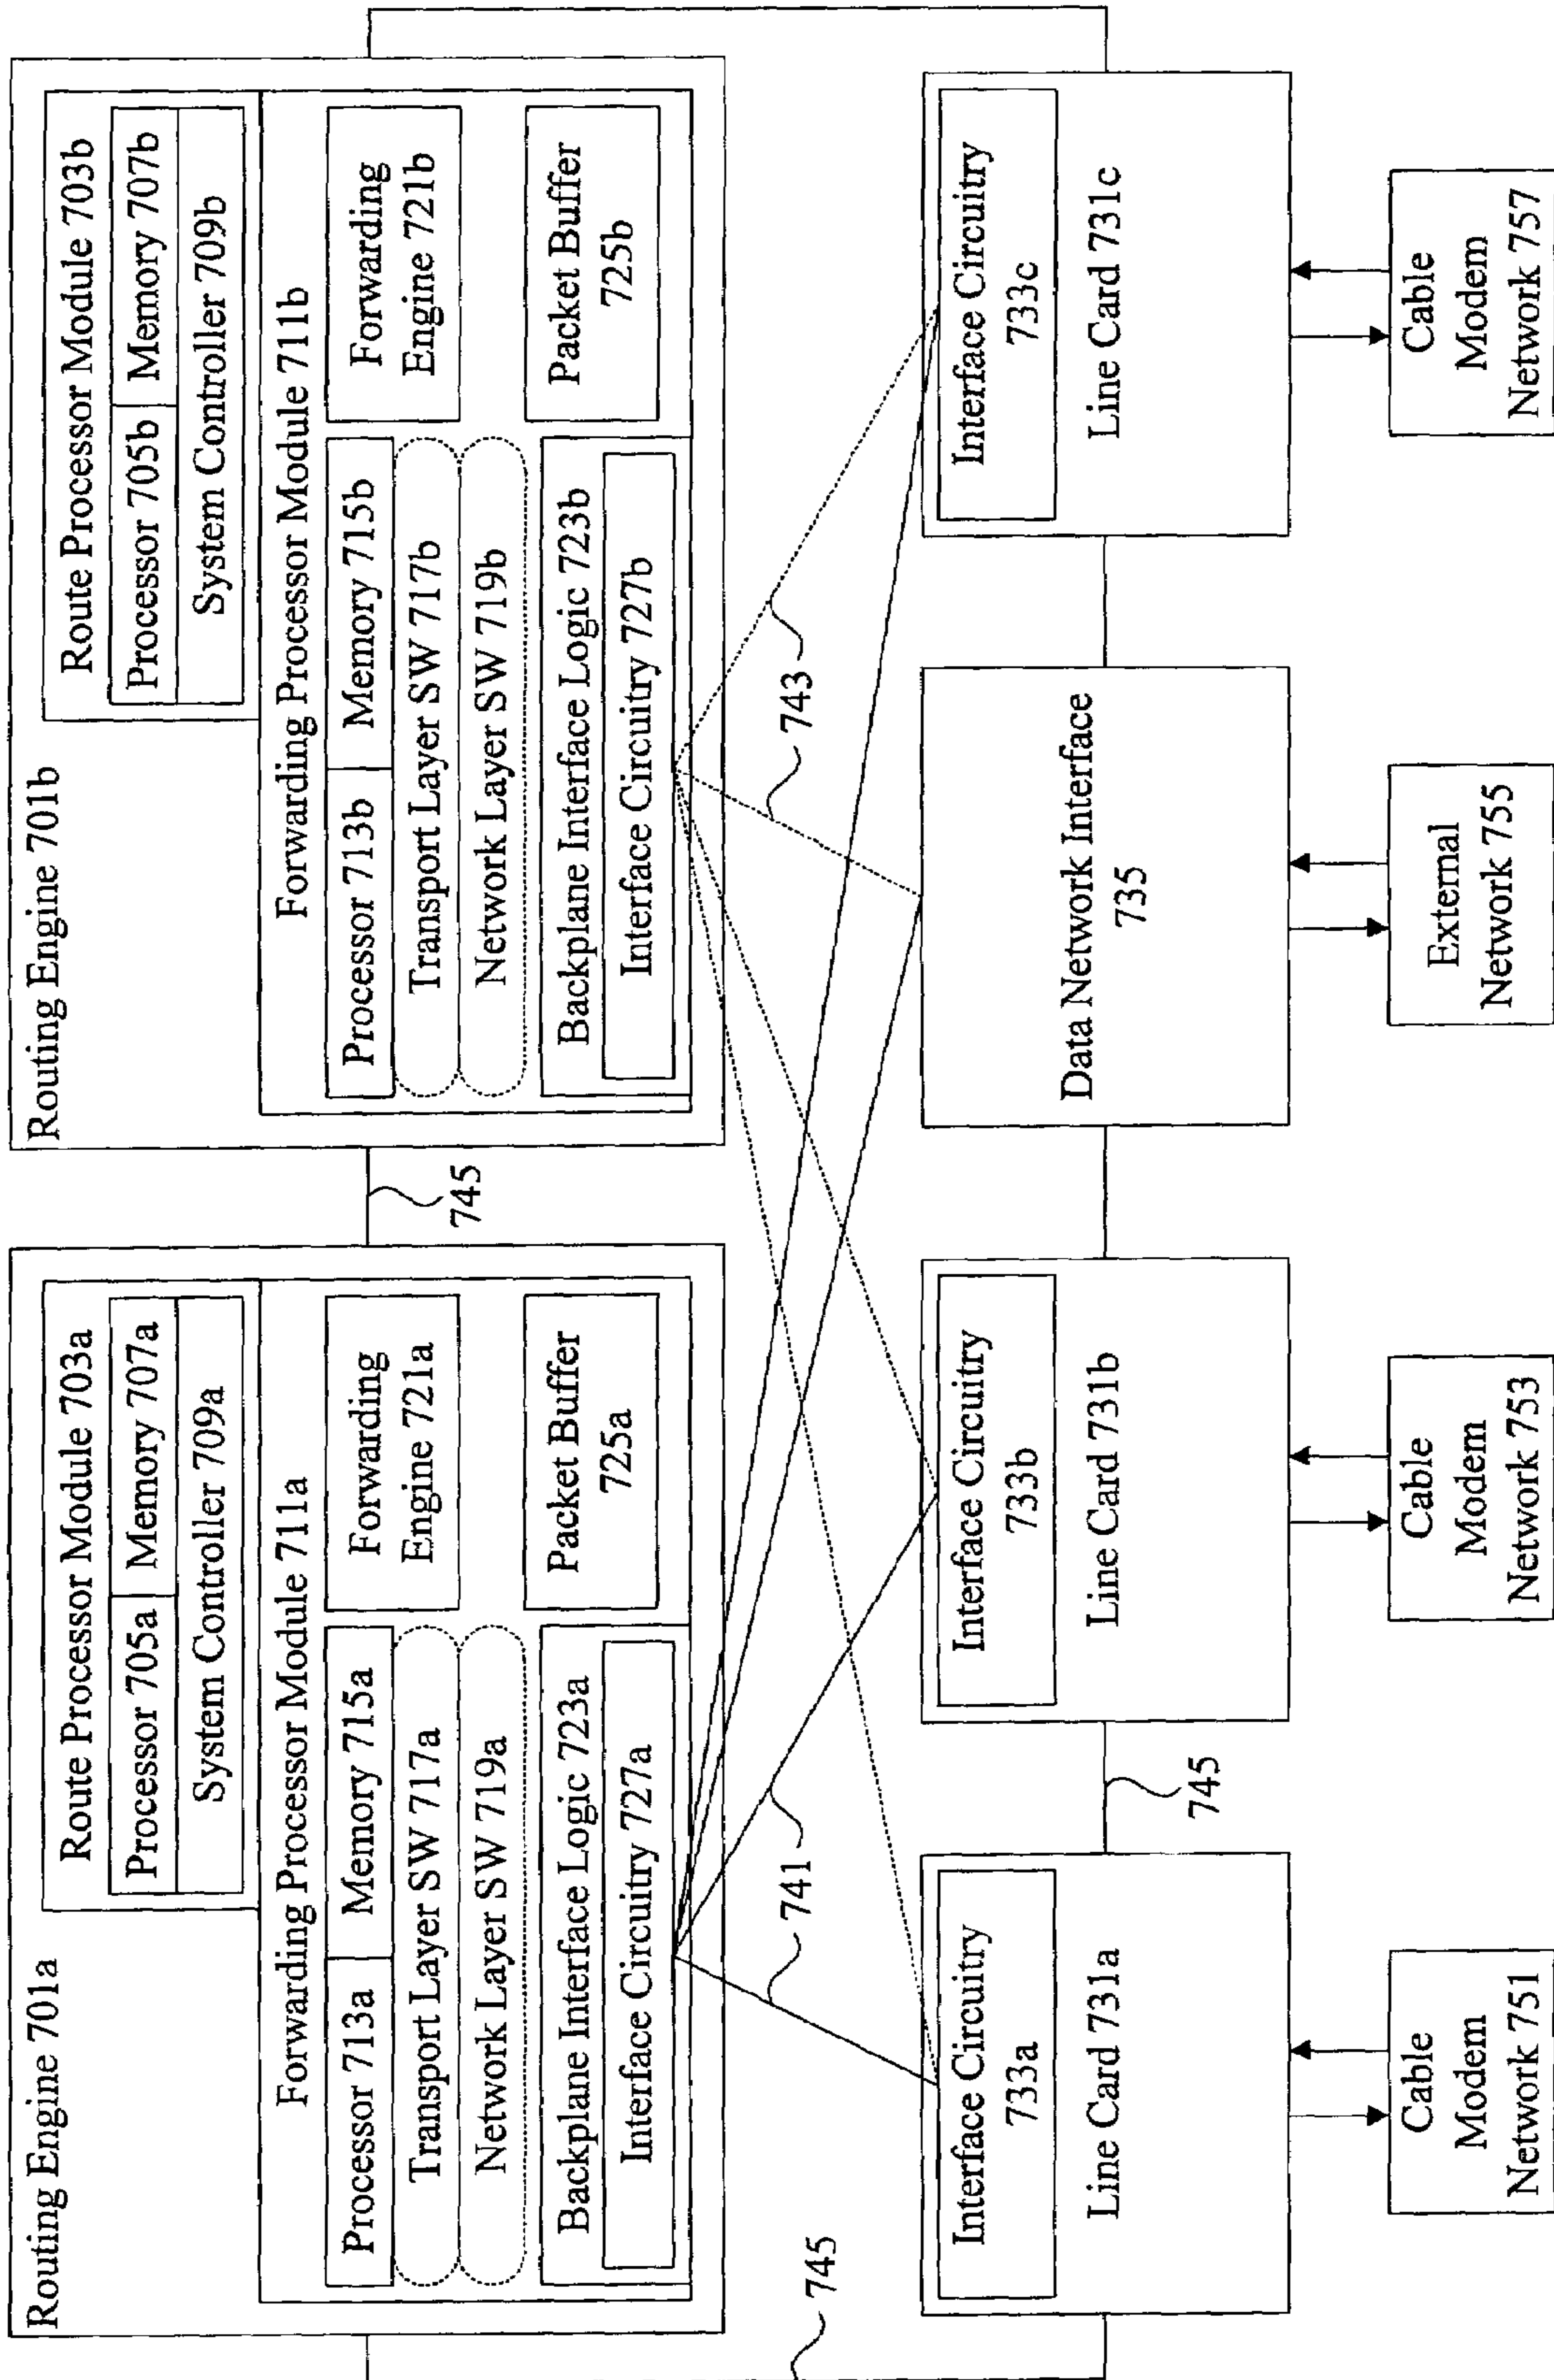 Routing Engine 701a
Route Processor Module 703a
Processor 705a
Memory 707a
System Controller 709a
Forwarding Processor Module 711a
Processor 713a
Memory 715a
Transport Layer SW 717a
Network Layer SW 719a
Forwarding
Engine 721a
Backplane Interface Logic 723a
Interface Circuitry 727a
Packet Buffer
725a
745
Routing Engine 701b
Route Processor Module 703b
Processor 705b
Memory 707b
System Controller 709b
Forwarding Processor Module 711b
Processor 713b
Memory 715b
Transport Layer SW 717b
Network Layer SW 719b
Forwarding
Engine 721b
Backplane Interface Logic 723b
Interface Circuitry 727b
Packet Buffer
725b
745
741
743
Interface Circuitry
733a
Line Card 731a
745
Interface Circuitry
733b
Line Card 731b
Data Network Interface
735
Interface Circuitry
733c
Line Card 731c
Cable
Modem
Network 751
Cable
Modem
Network 753
External
Network 755
Cable
Modem
Network 757